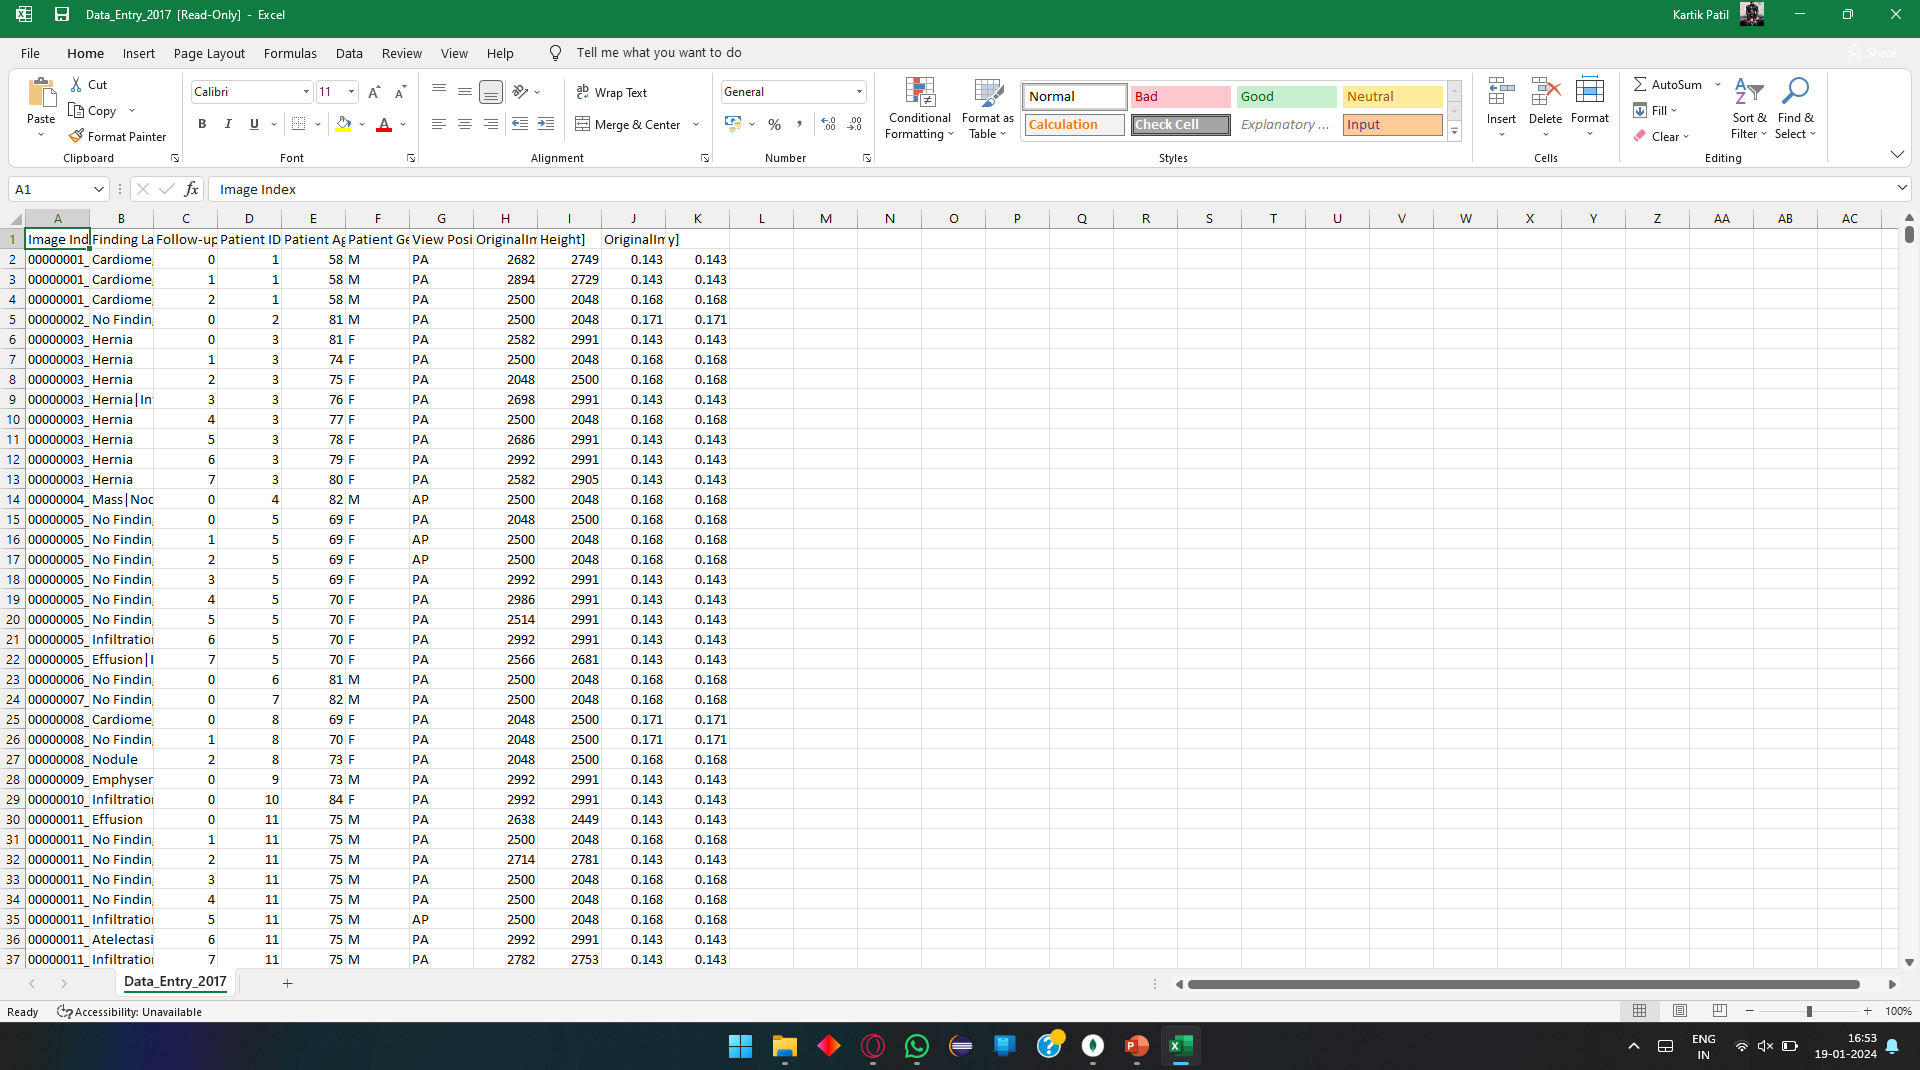 Data_Entry_2017 [Read-Only] - Excel
Kartik Patil
File Home Insert Page Layout Formulas Data Review View Help Tell me what you want to do
Share
Paste
Cut
Copy
Format Painter
Clipboard
Calibri 11
B I U
Font
Wrap Text
Merge & Center
Alignment
General
Number
Conditional Formatting
Format as Table
Normal Bad Good Neutral
Calculation Check Cell Explanatory ... Input
Styles
Insert Delete Format
Cells
AutoSum
Fill
Clear
Sort & Filter
Find & Select
Editing
A1 fx Image Index
A B C D E F G H I J K L M N O P Q R S T U V W X Y Z AA AB AC
1 Image Ind Finding La Follow-up Patient ID Patient Ag Patient Ge View Posi OriginalIm Height] OriginalIm y]
2 00000001_ Cardiome 0 1 58 M PA 2682 2749 0.143 0.143
3 00000001_ Cardiome 1 1 58 M PA 2894 2729 0.143 0.143
4 00000001_ Cardiome 2 1 58 M PA 2500 2048 0.168 0.168
5 00000002_ No Findin 0 2 81 M PA 2500 2048 0.171 0.171
6 00000003_ Hernia 0 3 81 F PA 2582 2991 0.143 0.143
7 00000003_ Hernia 1 3 74 F PA 2500 2048 0.168 0.168
8 00000003_ Hernia 2 3 75 F PA 2048 2500 0.168 0.168
9 00000003_ Hernia|In 3 3 76 F PA 2698 2991 0.143 0.143
10 00000003_ Hernia 4 3 77 F PA 2500 2048 0.168 0.168
11 00000003_ Hernia 5 3 78 F PA 2686 2991 0.143 0.143
12 00000003_ Hernia 6 3 79 F PA 2992 2991 0.143 0.143
13 00000003_ Hernia 7 3 80 F PA 2582 2905 0.143 0.143
14 00000004_ Mass|Nod 0 4 82 M AP 2500 2048 0.168 0.168
15 00000005_ No Findin 0 5 69 F PA 2048 2500 0.168 0.168
16 00000005_ No Findin 1 5 69 F AP 2500 2048 0.168 0.168
17 00000005_ No Findin 2 5 69 F AP 2500 2048 0.168 0.168
18 00000005_ No Findin 3 5 69 F PA 2992 2991 0.143 0.143
19 00000005_ No Findin 4 5 70 F PA 2986 2991 0.143 0.143
20 00000005_ No Findin 5 5 70 F PA 2514 2991 0.143 0.143
21 00000005_ Infiltration 6 5 70 F PA 2992 2991 0.143 0.143
22 00000005_ Effusion|I 7 5 70 F PA 2566 2681 0.143 0.143
23 00000006_ No Findin 0 6 81 M PA 2500 2048 0.168 0.168
24 00000007_ No Findin 0 7 82 M PA 2500 2048 0.168 0.168
25 00000008_ Cardiome 0 8 69 F PA 2048 2500 0.171 0.171
26 00000008_ No Findin 1 8 70 F PA 2048 2500 0.171 0.171
27 00000008_ Nodule 2 8 73 F PA 2048 2500 0.168 0.168
28 00000009_ Emphysem 0 9 73 M PA 2992 2991 0.143 0.143
29 00000010_ Infiltration 0 10 84 F PA 2992 2991 0.143 0.143
30 00000011_ Effusion 0 11 75 M PA 2638 2449 0.143 0.143
31 00000011_ No Findin 1 11 75 M PA 2500 2048 0.168 0.168
32 00000011_ No Findin 2 11 75 M PA 2714 2781 0.143 0.143
33 00000011_ No Findin 3 11 75 M PA 2500 2048 0.168 0.168
34 00000011_ No Findin 4 11 75 M PA 2500 2048 0.168 0.168
35 00000011_ Infiltration 5 11 75 M AP 2500 2048 0.168 0.168
36 00000011_ Atelectasi 6 11 75 M PA 2992 2991 0.143 0.143
37 00000011_ Infiltration 7 11 75 M PA 2782 2753 0.143 0.143
Data_Entry_2017
Ready Accessibility: Unavailable 100%
ENG IN
16:53
19-01-2024